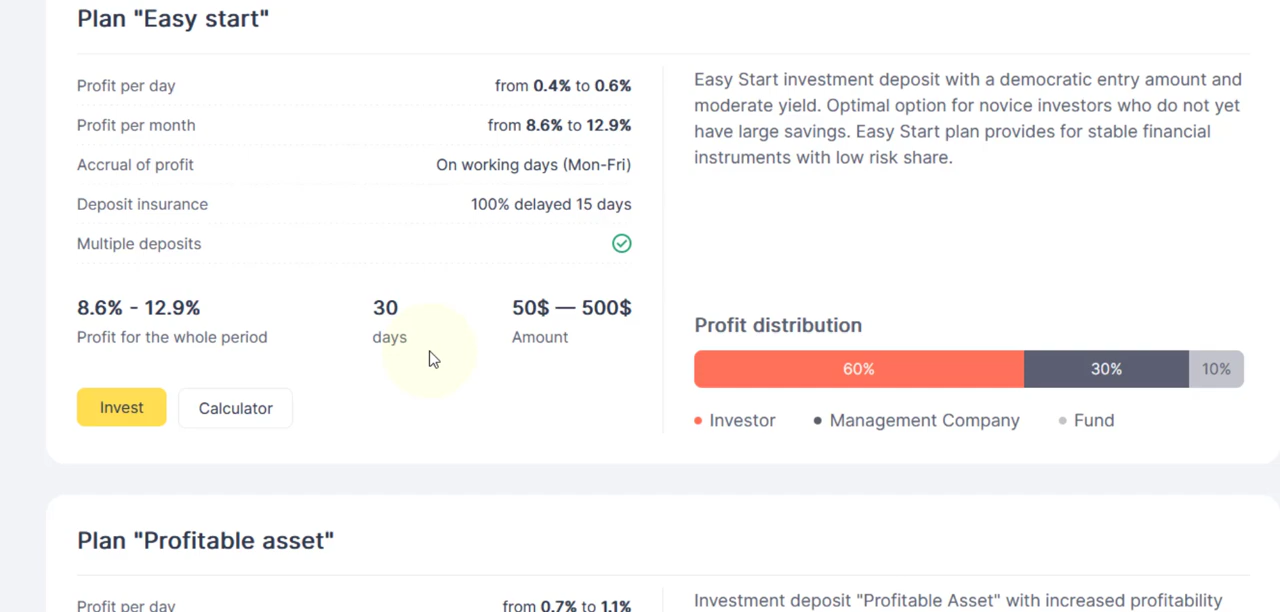 Plan "Easy start"
Profit per day from 0.4% to 0.6%
Profit per month from 8.6% to 12.9%
Accrual of profit On working days (Mon-Fri)
Deposit insurance 100% delayed 15 days
Multiple deposits
8.6% - 12.9% 30 50$ — 500$
Profit for the whole period days Amount
Invest Calculator
Easy Start investment deposit with a democratic entry amount and
moderate yield. Optimal option for novice investors who do not yet
have large savings. Easy Start plan provides for stable financial
instruments with low risk share.
Profit distribution
60% 30% 10%
Investor Management Company Fund
Plan "Profitable asset"
Profit per day from 0.7% to 1.1%
Investment deposit "Profitable Asset" with increased profitability